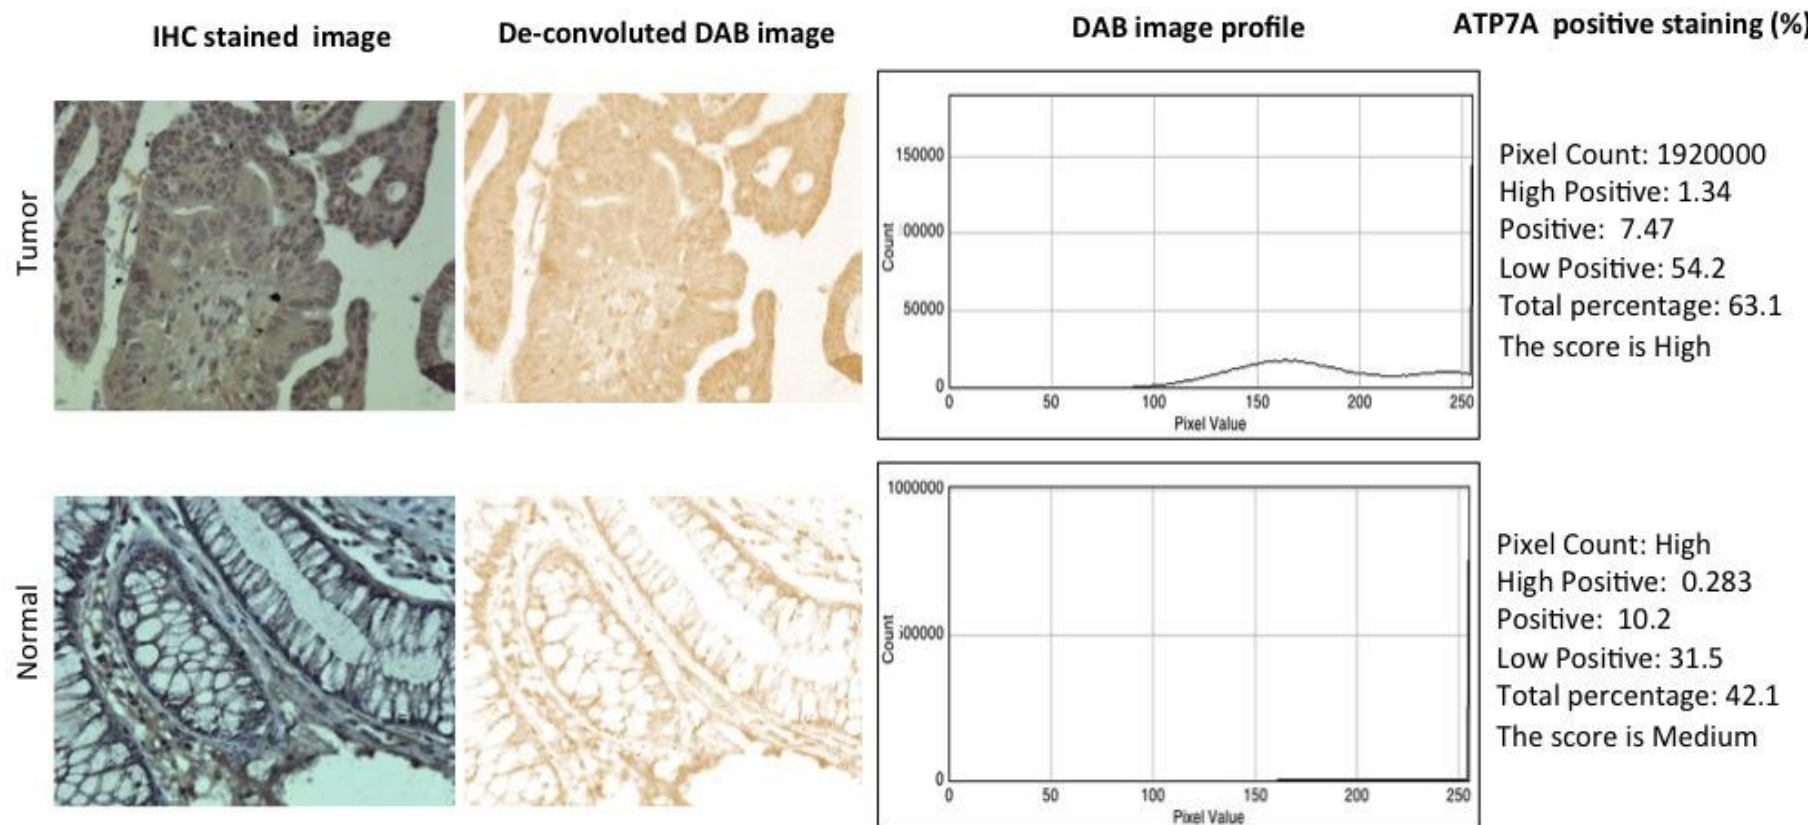 IHC stained image
De-convoluted DAB image
DAB image profile
ATP7A positive staining (%)
Tumor
150000
00000
50000
0
Count
0 50 100 150 200 250
Pixel Value
Pixel Count: 1920000
High Positive: 1.34
Positive: 7.47
Low Positive: 54.2
Total percentage: 63.1
The score is High
Normal
1000000
500000
0
Count
0 50 100 150 200 250
Pixel Value
Pixel Count: High
High Positive: 0.283
Positive: 10.2
Low Positive: 31.5
Total percentage: 42.1
The score is Medium